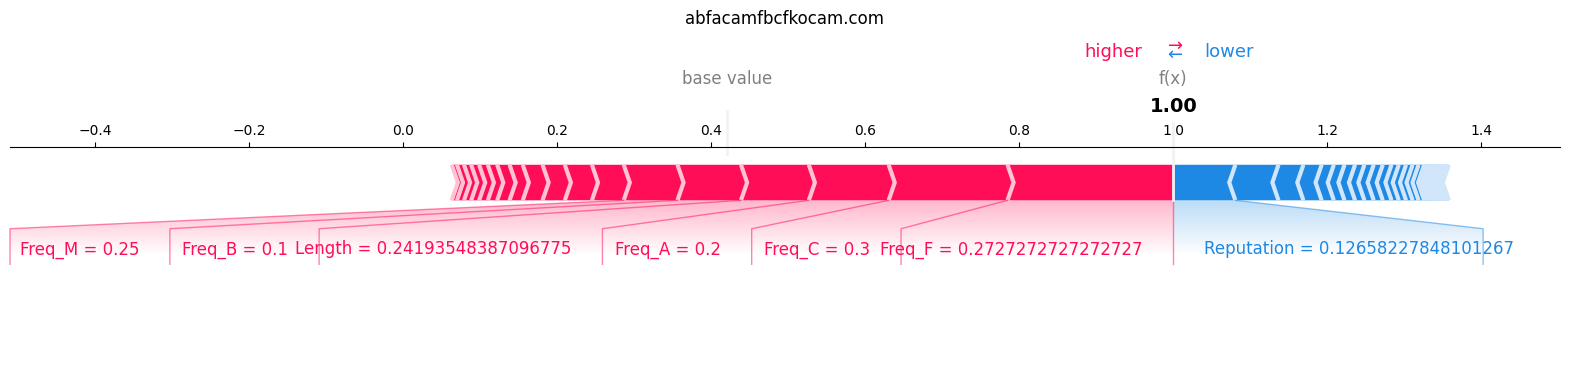 abfacamfbcfkocam.com
higher ⇄ lower
base value f(x)
1.00
−0.4 −0.2 0.0 0.2 0.4 0.6 0.8 1.0 1.2 1.4
Freq_M = 0.25 Freq_B = 0.1 Length = 0.24193548387096775 Freq_A = 0.2 Freq_C = 0.3 Freq_F = 0.2727272727272727 Reputation = 0.12658227848101267